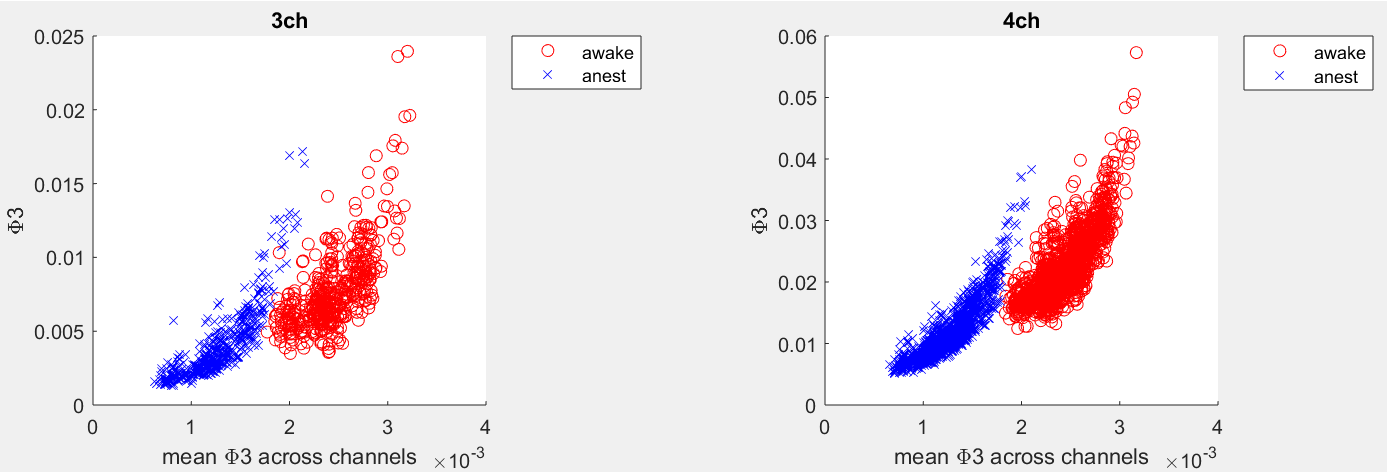 3ch
awake
anest
0.025
0.02
0.015
0.01
0.005
0
Φ3
0
1
2
3
4
mean Φ3 across channels
×10^-3
4ch
awake
anest
0.06
0.05
0.04
0.03
0.02
0.01
0
Φ3
0
1
2
3
4
mean Φ3 across channels
×10^-3